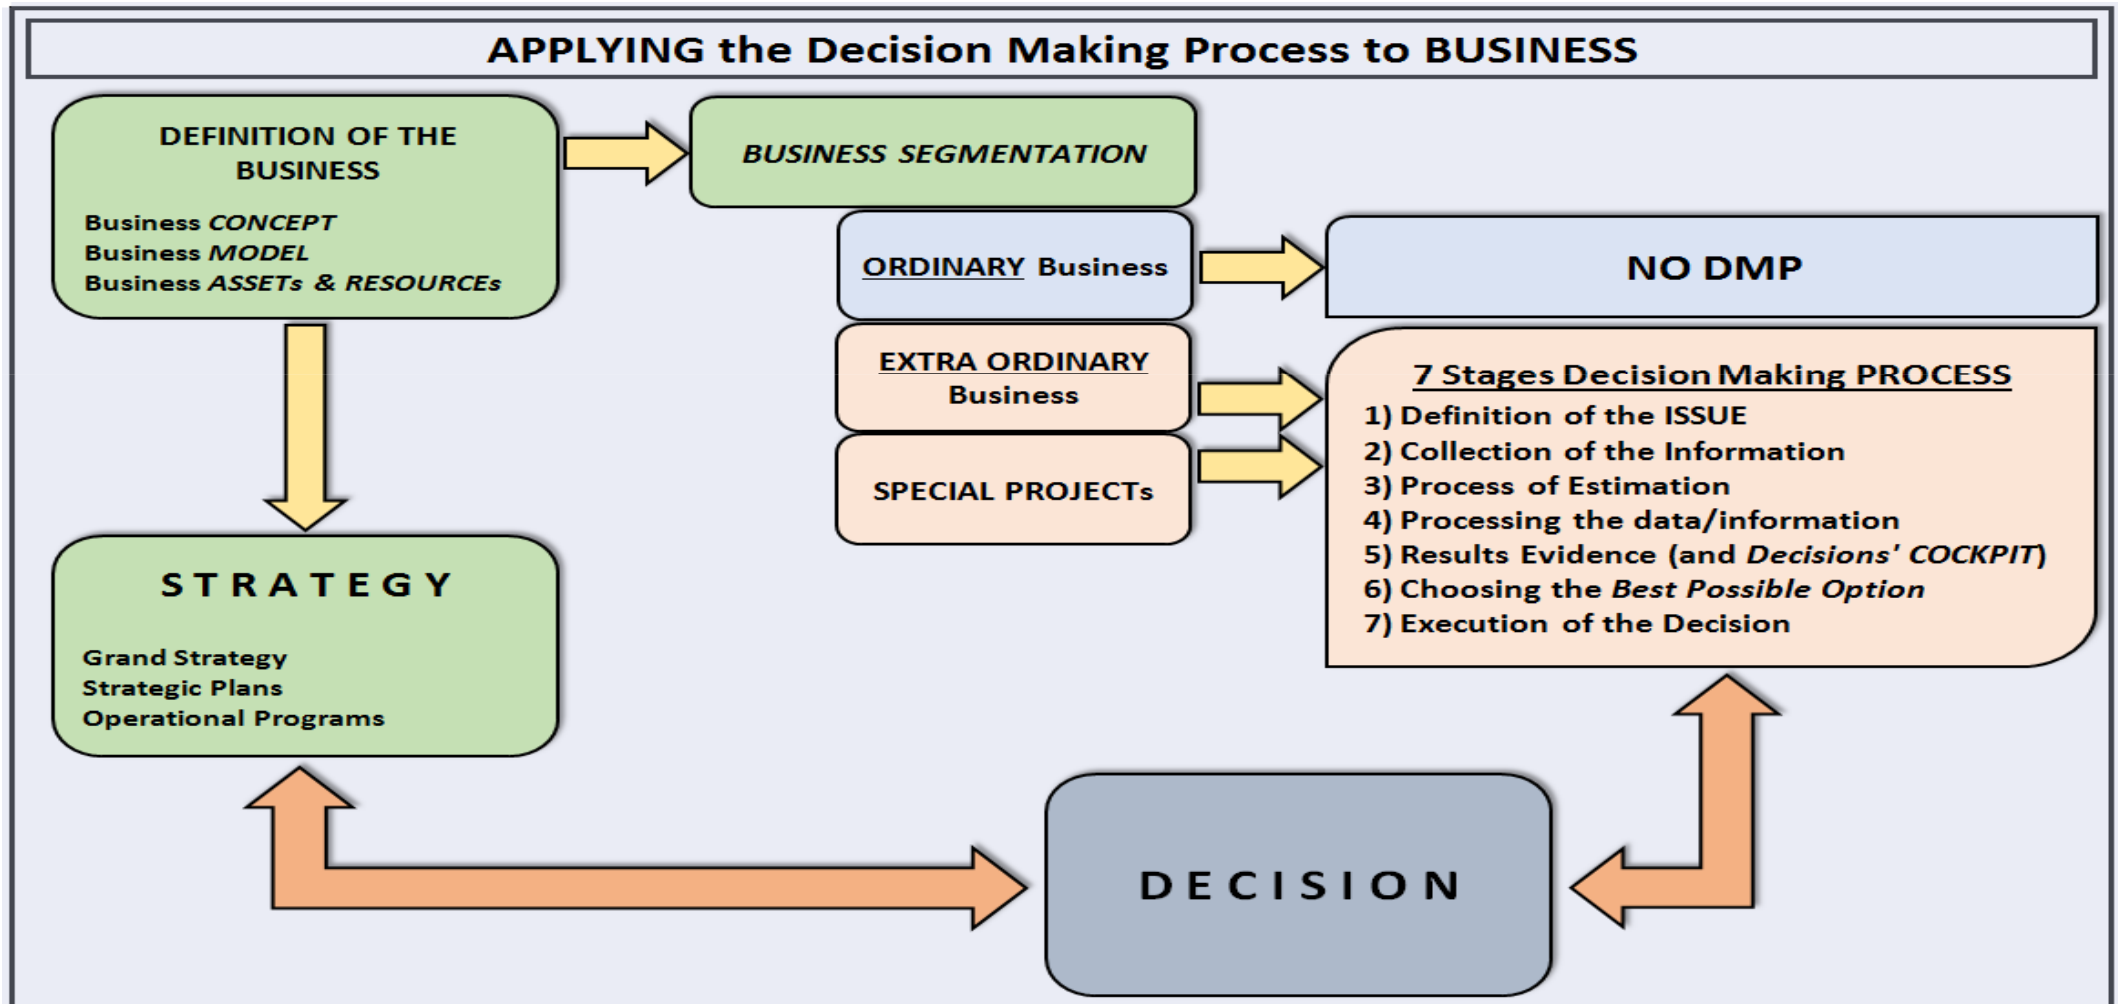 APPLYING the Decision Making Process to BUSINESS
DEFINITION OF THE
BUSINESS
Business CONCEPT
Business MODEL
Business ASSETs & RESOURCEs
BUSINESS SEGMENTATION
ORDINARY Business
NO DMP
EXTRA ORDINARY
Business
SPECIAL PROJECTs
7 Stages Decision Making PROCESS
1) Definition of the ISSUE
2) Collection of the Information
3) Process of Estimation
4) Processing the data/information
5) Results Evidence (and Decisions' COCKPIT)
6) Choosing the Best Possible Option
7) Execution of the Decision
STRATEGY
Grand Strategy
Strategic Plans
Operational Programs
DECISION